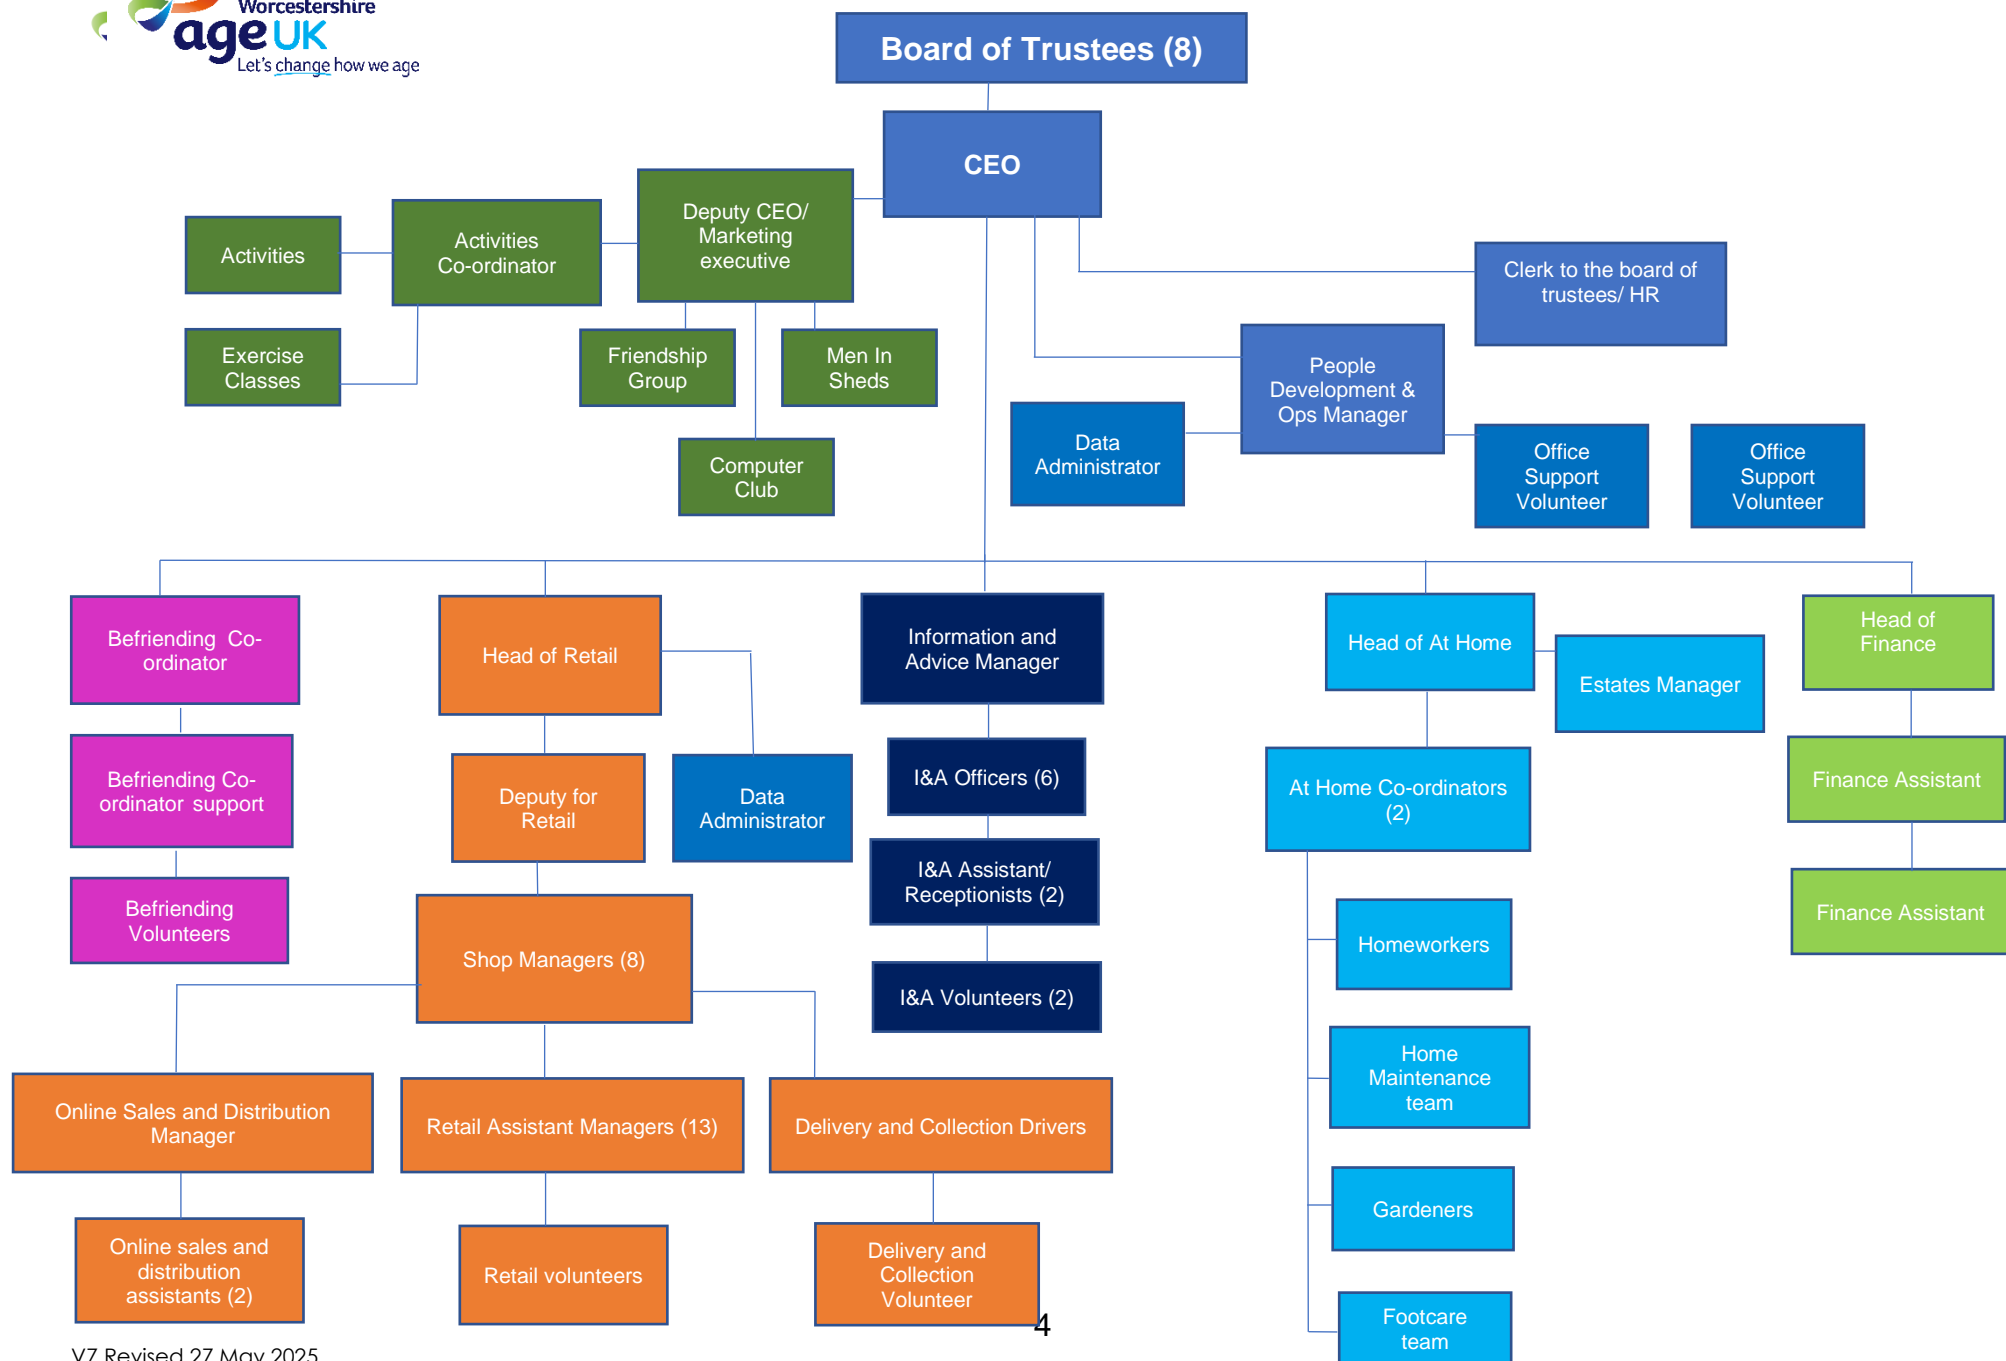 Worcestershire
age UK
Let's change how we age
Board of Trustees (8)
CEO
Deputy CEO/
Marketing
executive
Activities
Co-ordinator
Activities
Exercise
Classes
Friendship
Group
Men In
Sheds
Computer
Club
Clerk to the board of
trustees/ HR
People
Development &
Ops Manager
Data
Administrator
Office
Support
Volunteer
Office
Support
Volunteer
Befriending Co-
ordinator
Head of Retail
Information and
Advice Manager
Head of At Home
Estates Manager
Head of
Finance
Befriending Co-
ordinator support
Deputy for
Retail
Data
Administrator
I&A Officers (6)
At Home Co-ordinators
(2)
Finance Assistant
Befriending
Volunteers
Shop Managers (8)
I&A Assistant/
Receptionists (2)
I&A Volunteers (2)
Homeworkers
Finance Assistant
Online Sales and Distribution
Manager
Retail Assistant Managers (13)
Delivery and Collection Drivers
Home
Maintenance
team
Gardeners
Online sales and
distribution
assistants (2)
Retail volunteers
Delivery and
Collection
Volunteer
Footcare
team
4
V7 Revised 27 May 2025